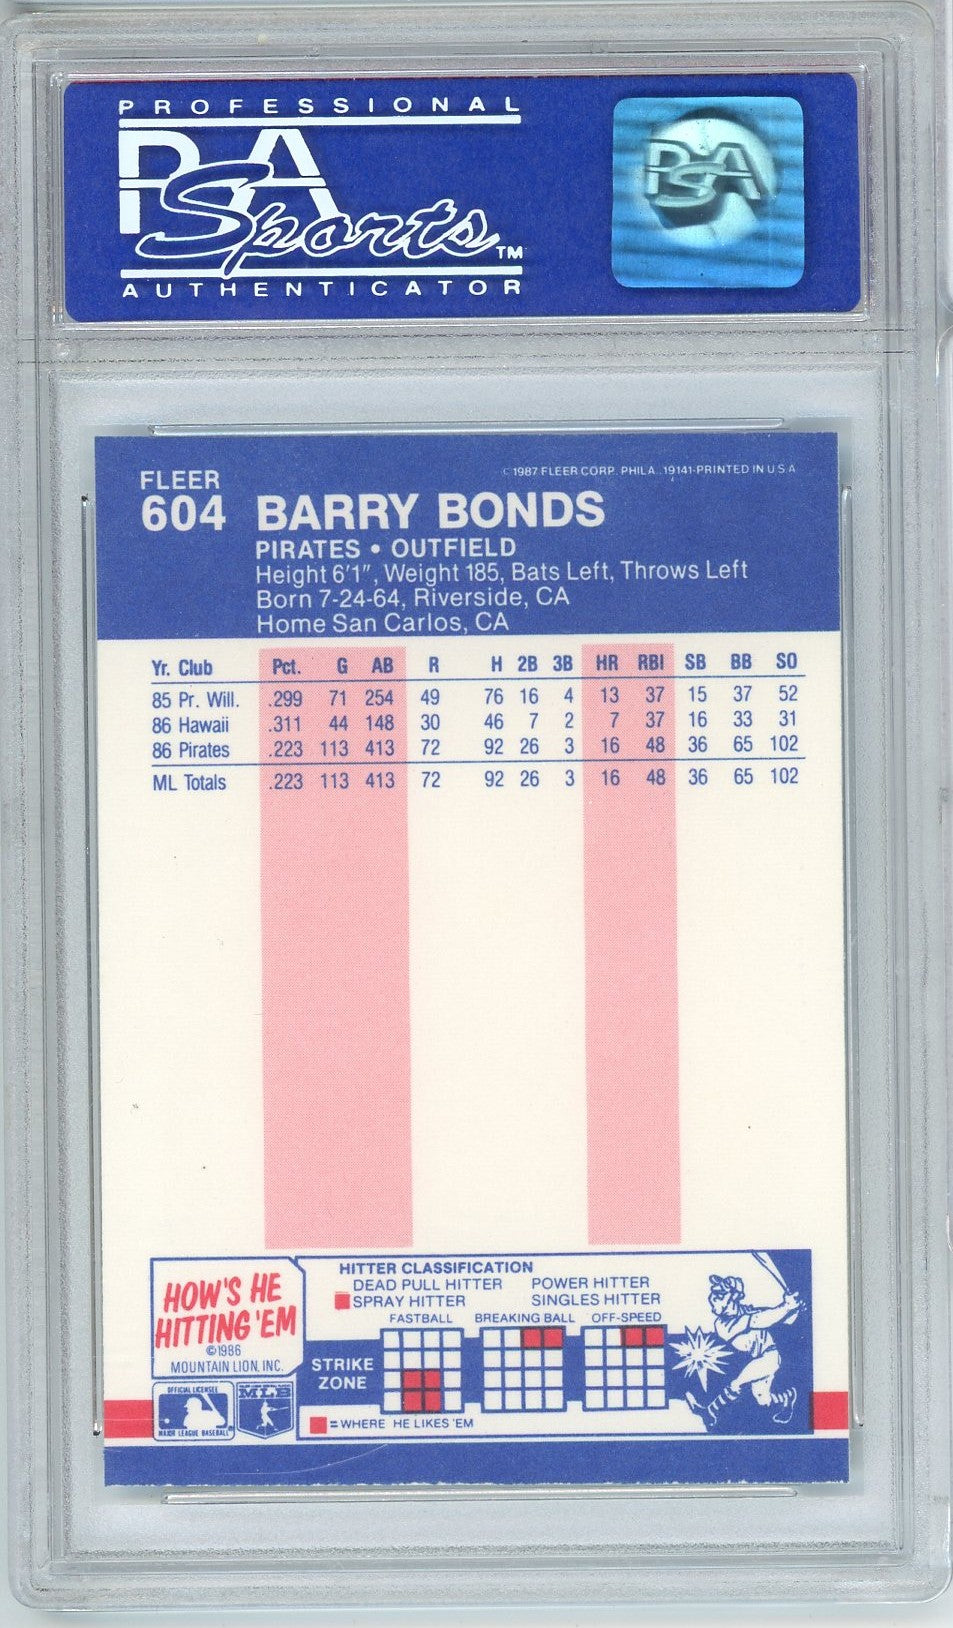 PROFESSIONAL
PSA
Sports™
AUTHENTICATOR
PSA
FLEER
604
© 1987 FLEER CORP. PHILA. 19141-PRINTED IN U.S.A
BARRY BONDS
PIRATES • OUTFIELD
Height 6'1", Weight 185, Bats Left, Throws Left
Born 7-24-64, Riverside, CA
Home San Carlos, CA
Yr. Club Pct. G AB R H 2B 3B HR RBI SB BB SO
85 Pr. Will. .299 71 254 49 76 16 4 13 37 15 37 52
86 Hawaii .311 44 148 30 46 7 2 7 37 16 33 31
86 Pirates .223 113 413 72 92 26 3 16 48 36 65 102
ML Totals .223 113 413 72 92 26 3 16 48 36 65 102
HOW'S HE
HITTING 'EM
©1986
MOUNTAIN LION, INC.
OFFICIAL LICENSEE
MAJOR LEAGUE BASEBALL
MLB
HITTER CLASSIFICATION
DEAD PULL HITTER POWER HITTER
SPRAY HITTER SINGLES HITTER
FASTBALL BREAKING BALL OFF-SPEED
STRIKE
ZONE
=WHERE HE LIKES 'EM